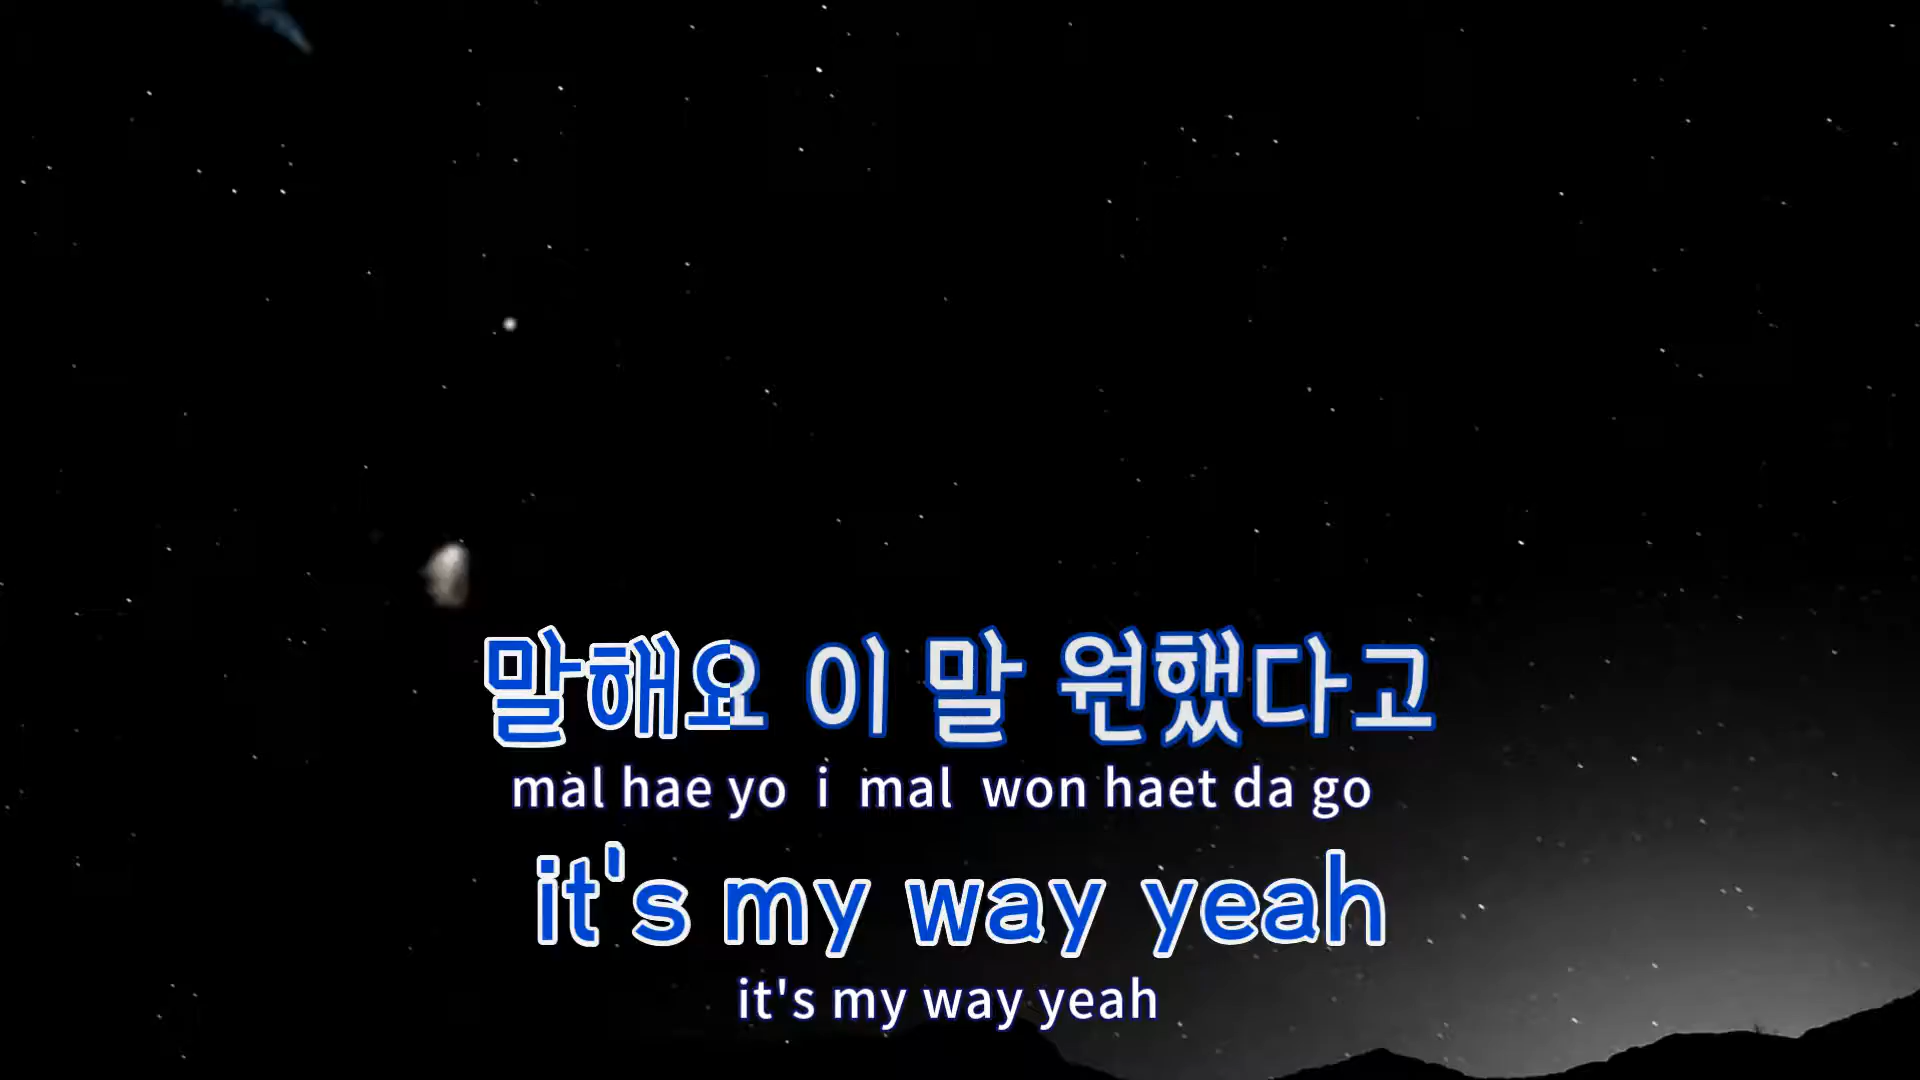 말해요 이 말 원했다고
mal hae yo i mal won haet da go
it's my way yeah
it's my way yeah